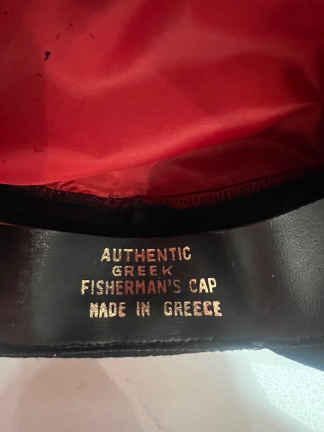 AUTHENTIC
GREEK
FISHERMAN'S CAP
MADE IN GREECE